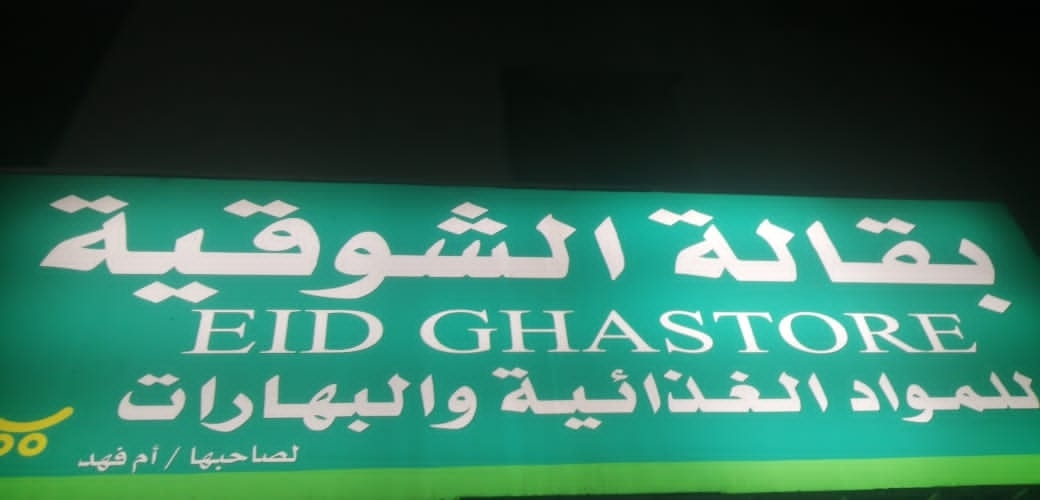 بقالة الشوقية
EID GHASTORE
للمواد الغذائية والبهارات
لصاحبها / أم فهد